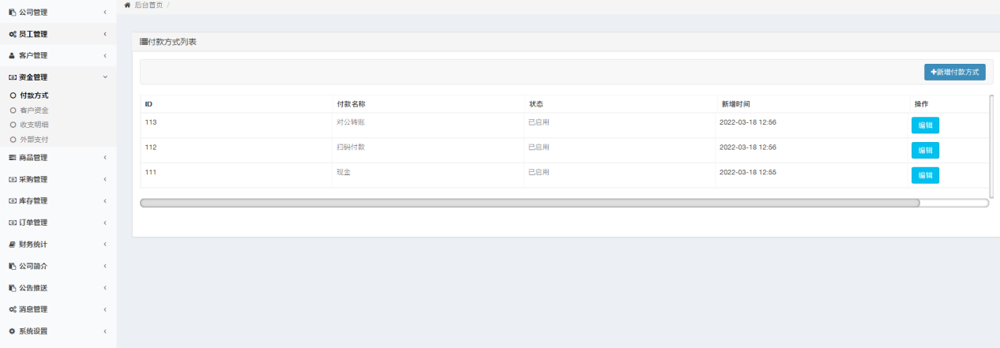 后台首页 /
公司管理
员工管理
客户管理
资金管理
付款方式
客户资金
收支明细
外部支付
商品管理
采购管理
库存管理
订单管理
财务统计
公司简介
公告推送
消息管理
系统设置
付款方式列表
新增付款方式
ID 付款名称 状态 新增时间 操作
113 对公转账 已启用 2022-03-18 12:56 编辑
112 扫码付款 已启用 2022-03-18 12:56 编辑
111 现金 已启用 2022-03-18 12:55 编辑